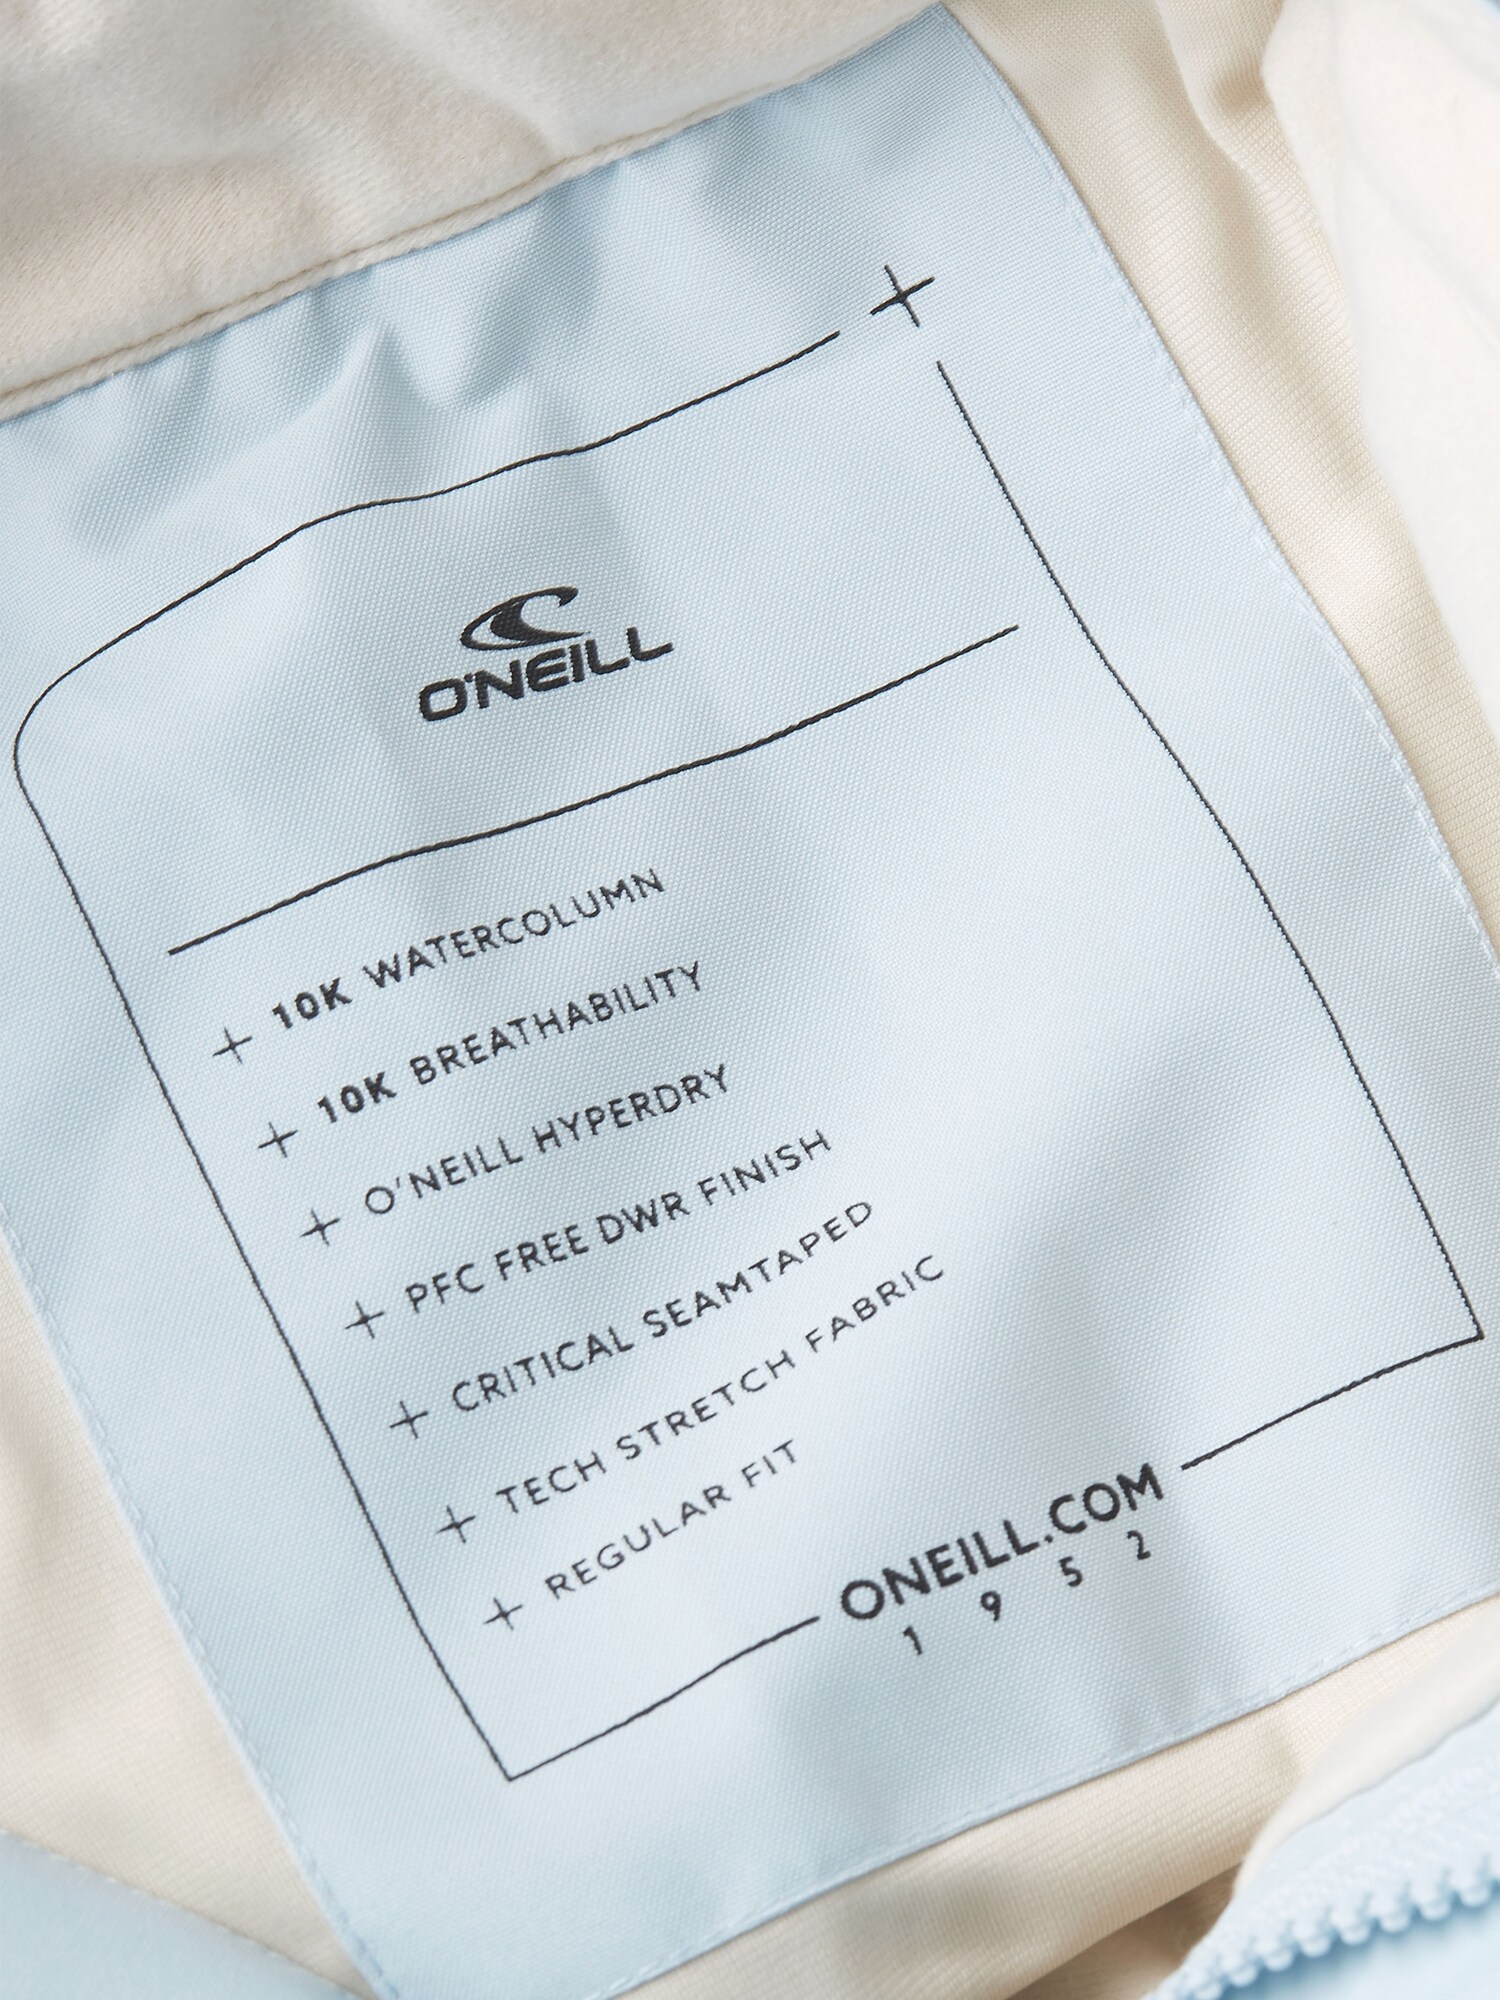 O'NEILL
10K WATERCOLUMN
10K BREATHABILITY
O'NEILL HYPERDRY
PFC FREE DWR FINISH
CRITICAL SEAMTAPED
TECH STRETCH FABRIC
REGULAR FIT
ONEILL.COM
1952